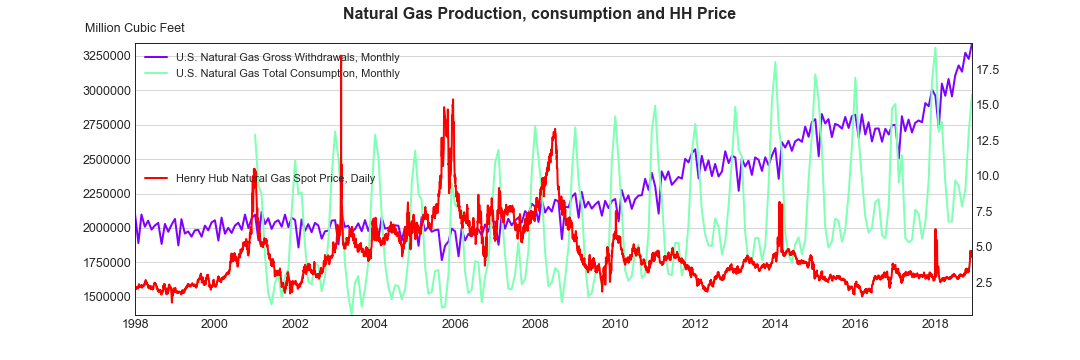 Natural Gas Production, consumption and HH Price
Million Cubic Feet
U.S. Natural Gas Gross Withdrawals, Monthly
U.S. Natural Gas Total Consumption, Monthly
Henry Hub Natural Gas Spot Price, Daily
3250000
3000000
2750000
2500000
2250000
2000000
1750000
1500000
17.5
15.0
12.5
10.0
7.5
5.0
2.5
1998 2000 2002 2004 2006 2008 2010 2012 2014 2016 2018